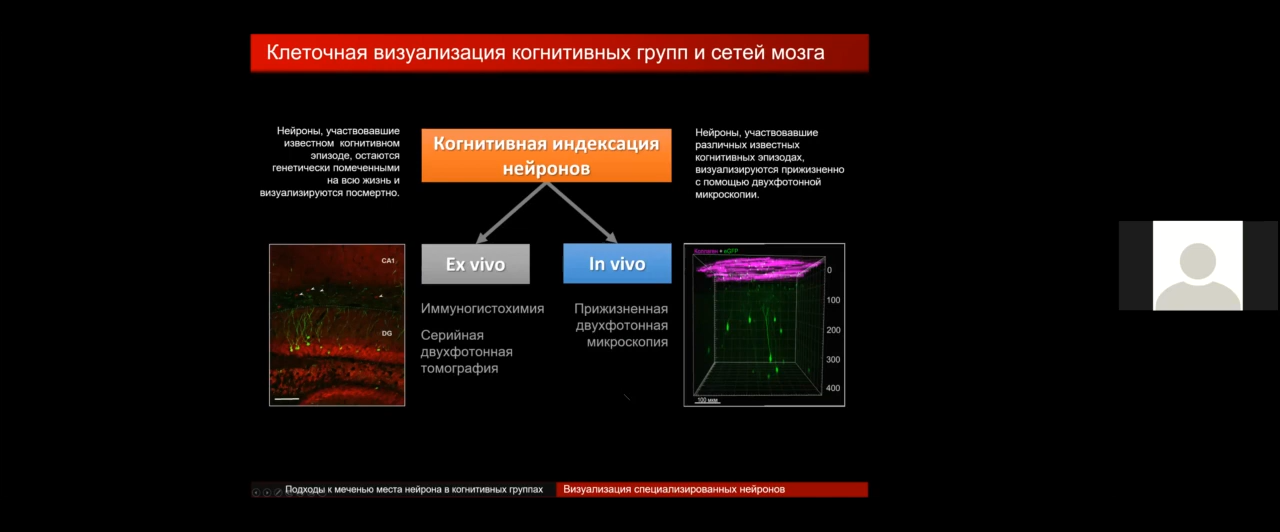 Клеточная визуализация когнитивных групп и сетей мозга
Нейроны, участвовавшие
известном когнитивном
эпизоде, остаются
генетически помеченными
на всю жизнь и
визуализируются посмертно.
Когнитивная индексация
нейронов
Нейроны, участвовавшие
различных известных
когнитивных эпизодах,
визуализируются прижизненно
с помощью двухфотонной
микроскопии.
CA1
DG
Ex vivo
Иммуногистохимия
Серийная
двухфотонная
томография
In vivo
Прижизненная
двухфотонная
микроскопия
0
100
200
300
400
100 мкм
Подходы к меченью места нейрона в когнитивных группах
Визуализация специализированных нейронов